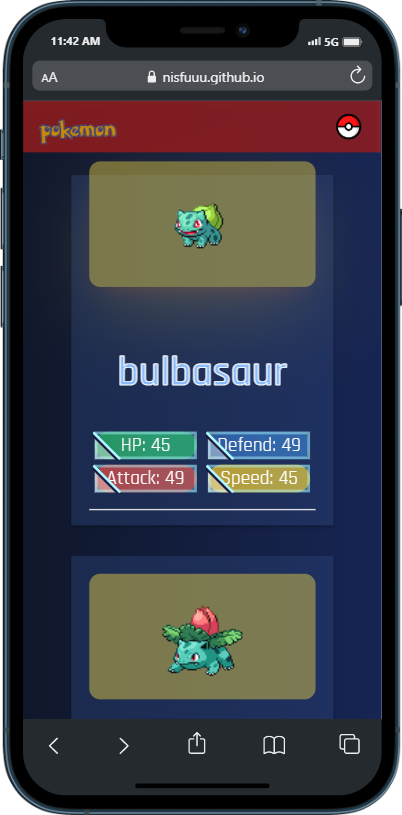 11:42 AM
5G
AA
nisfuuu.github.io
pokemon
bulbasaur
HP: 45
Defend: 49
Attack: 49
Speed: 45